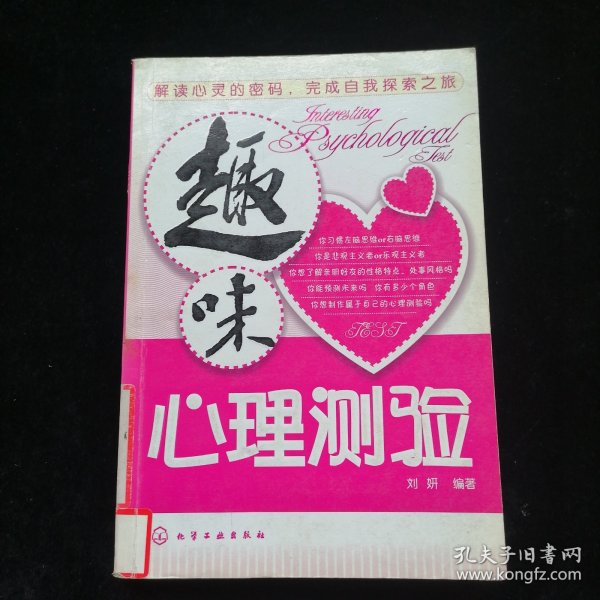 解读心灵的密码，完成自我探索之旅
Interesting
Psychological
Test
趣味
你习惯左脑思维or右脑思维
你是悲观主义者or乐观主义者
你想了解亲朋好友的性格特点、处事风格吗
你能预测未来吗 你有多少个角色
你想制作属于自己的心理测验吗
TEST
心理测验
刘妍 编著
化学工业出版社
孔夫子旧书网
www.kongfz.com